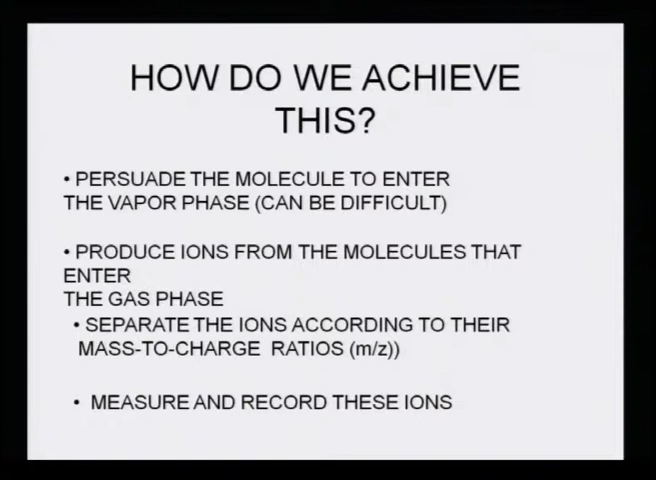 HOW DO WE ACHIEVE
THIS?
• PERSUADE THE MOLECULE TO ENTER
THE VAPOR PHASE (CAN BE DIFFICULT)
• PRODUCE IONS FROM THE MOLECULES THAT
ENTER
THE GAS PHASE
• SEPARATE THE IONS ACCORDING TO THEIR
MASS-TO-CHARGE RATIOS (m/z))
• MEASURE AND RECORD THESE IONS